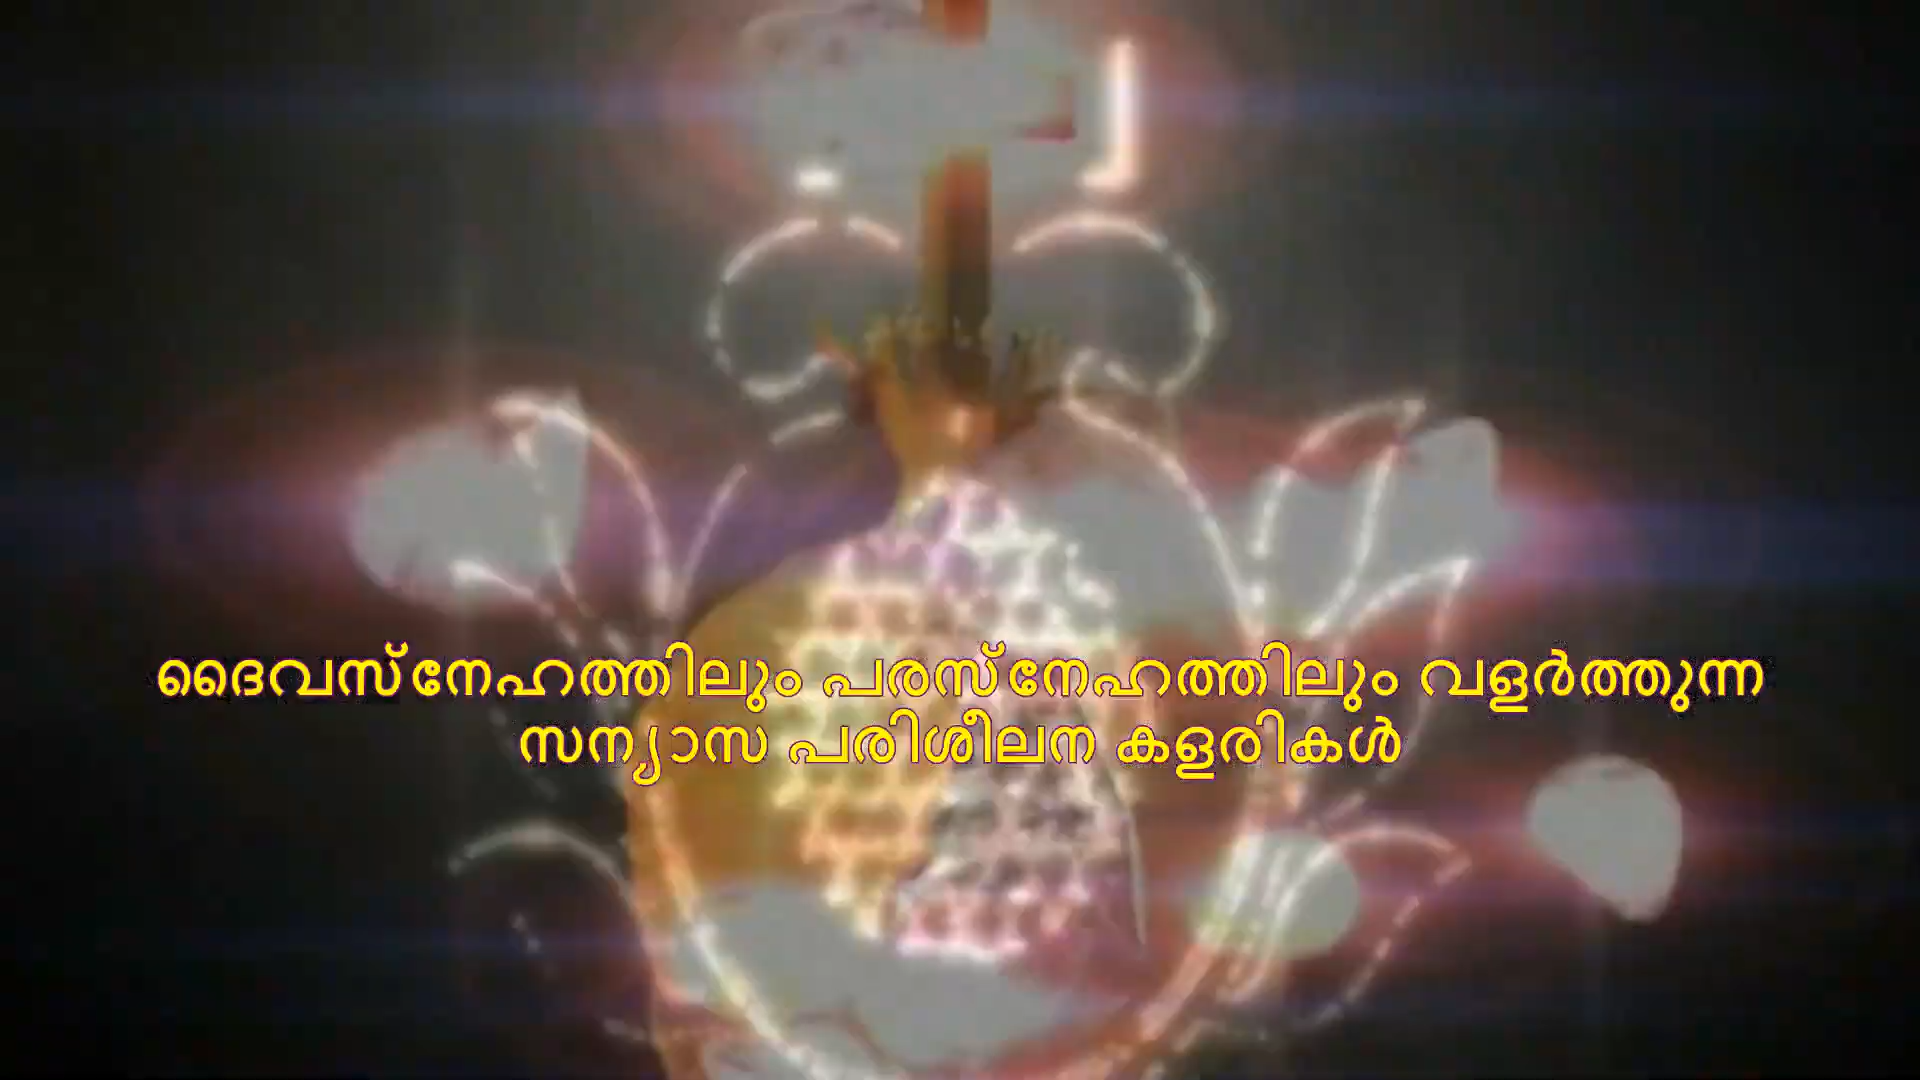 ദൈവസ്നേഹത്തിലും പരസ്നേഹത്തിലും വളർത്തുന്ന
സന്യാസ പരിശീലന കളരികൾ